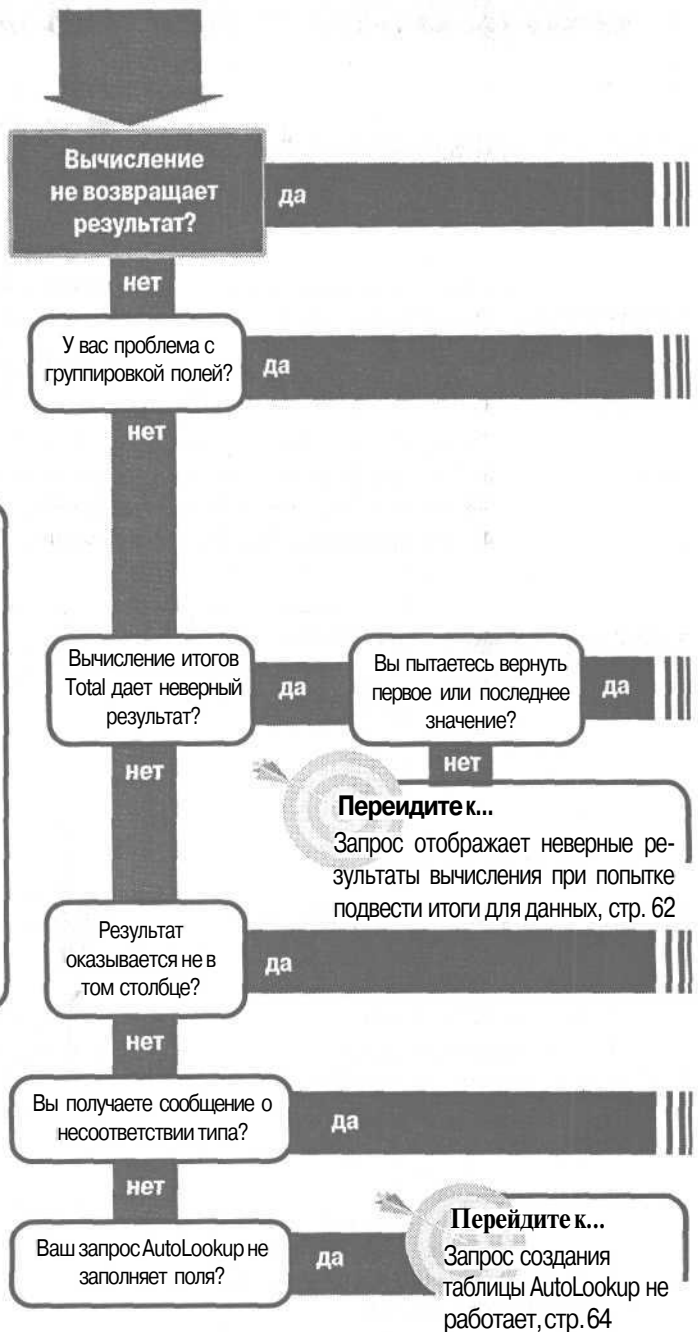 Вычисление
не возвращает
результат?
да
нет
У вас проблема с
группировкой полей?
да
нет
Вычисление итогов
Total дает неверный
результат?
да
Вы пытаетесь вернуть
первое или последнее
значение?
да
нет
нет
Переидите к...
Запрос отображает неверные ре-
зультаты вычисления при попытке
подвести итоги для данных, стр. 62
Результат
оказывается не в
том столбце?
да
нет
Вы получаете сообщение о
несоответствии типа?
да
нет
Ваш запрос AutoLookup не
заполняет поля?
да
Перейдите к...
Запрос создания
таблицы AutoLookup не
работает, стр. 64